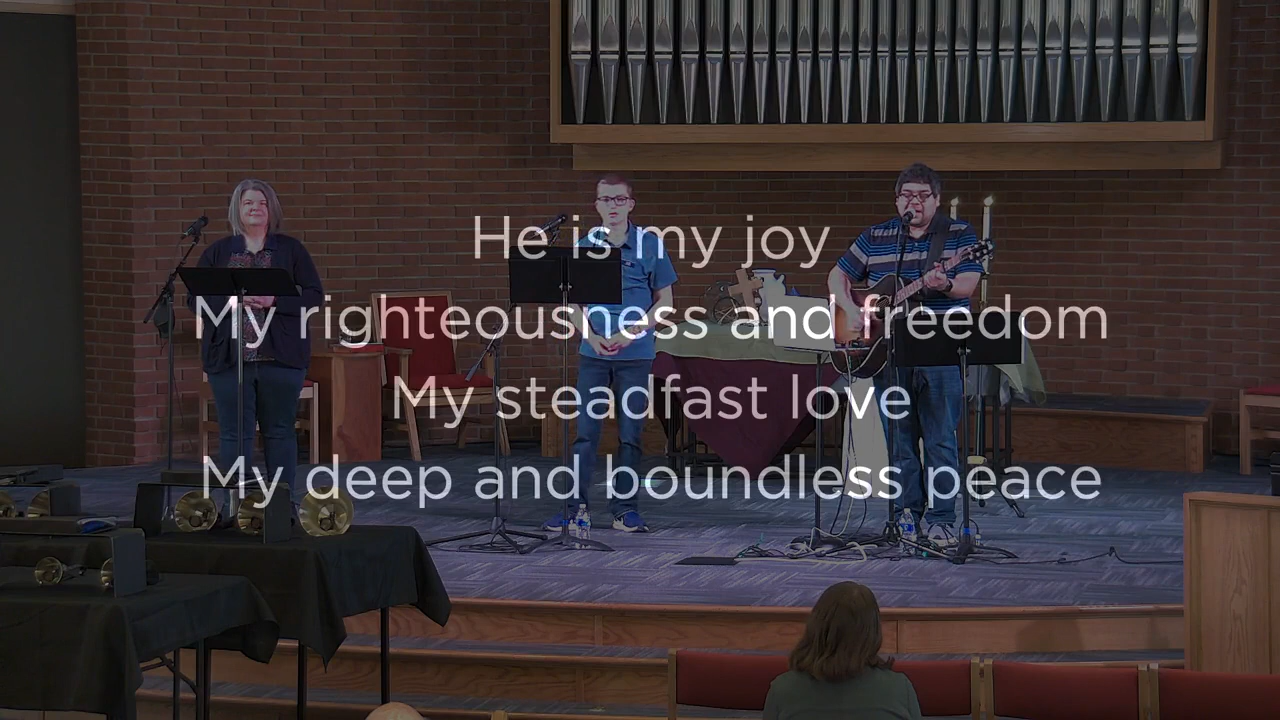 He is my joy
My righteousness and freedom
My steadfast love
My deep and boundless peace